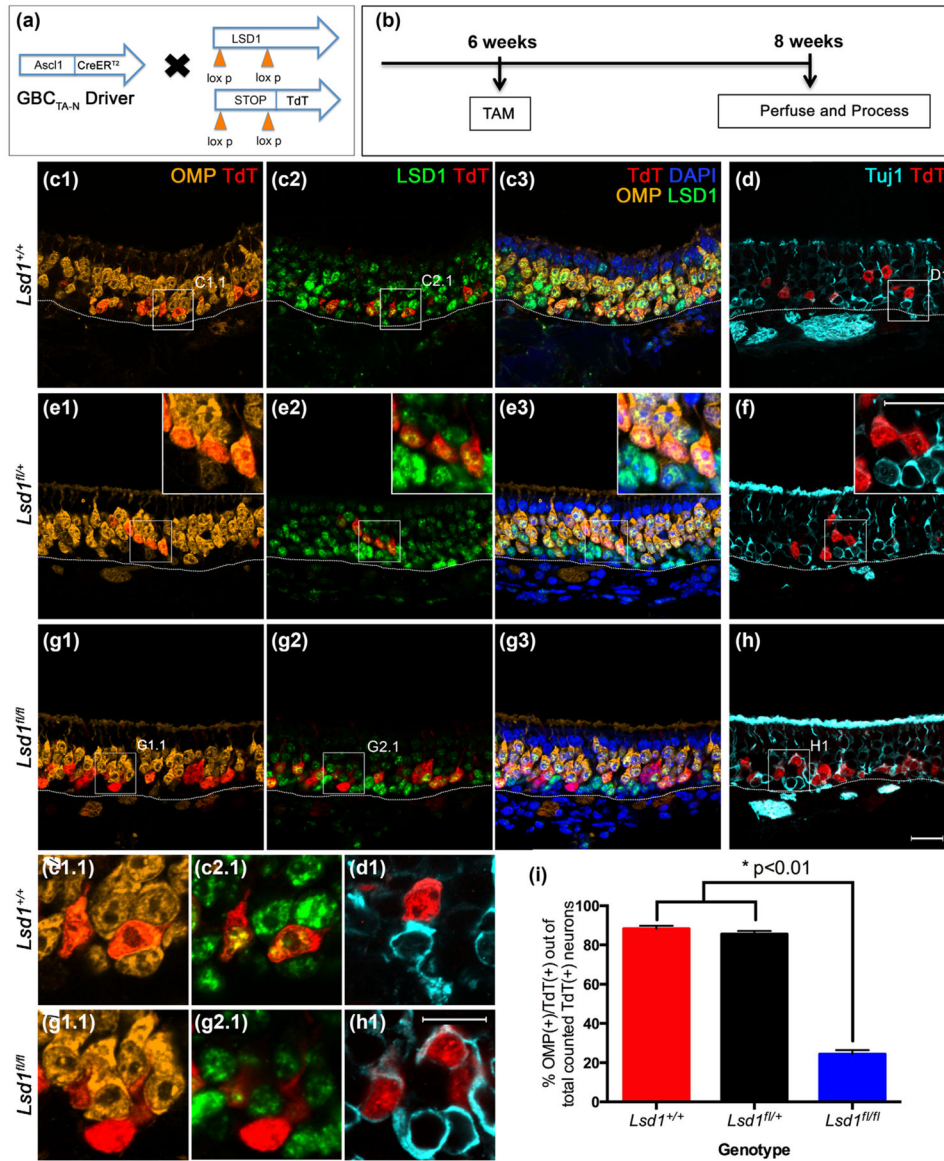 (a)
LSD1
Ascl1 CreER^T2
lox p lox p
GBC_TA-N Driver
STOP TdT
lox p lox p
(b)
6 weeks 8 weeks
TAM
Perfuse and Process
(c1) OMP TdT
C1.1
(c2) LSD1 TdT
C2.1
(c3) TdT DAPI
OMP LSD1
(d) Tuj1 TdT
Lsd1^+/+
(e1)
(e2)
(e3)
(f)
Lsd1^fl/+
(g1)
G1.1
(g2)
G2.1
(g3)
(h)
H1
Lsd1^fl/fl
(c2.1)
(d1)
Lsd1^+/+
(g1.1)
(g2.1)
(h1)
Lsd1^fl/fl
(i)
* p<0.01
% OMP(+)/TdT(+) out of
total counted TdT(+) neurons
100
80
60
40
20
0
Lsd1^+/+ Lsd1^fl/+ Lsd1^fl/fl
Genotype